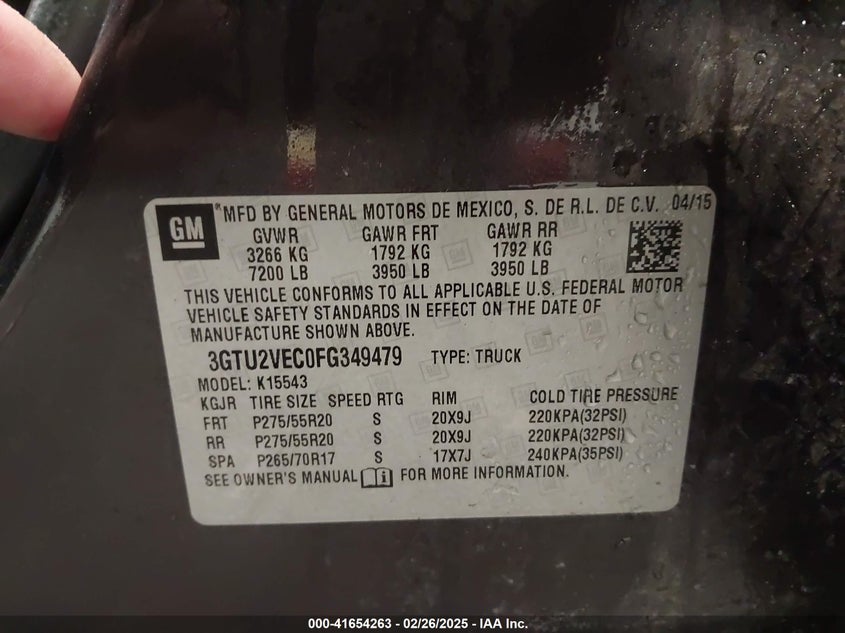 GM ® MFD BY GENERAL MOTORS DE MEXICO, S. DE R.L. DE C.V. 04/15
GVWR GAWR FRT GAWR RR
3266 KG 1792 KG 1792 KG
7200 LB 3950 LB 3950 LB
THIS VEHICLE CONFORMS TO ALL APPLICABLE U.S. FEDERAL MOTOR
VEHICLE SAFETY STANDARDS IN EFFECT ON THE DATE OF
MANUFACTURE SHOWN ABOVE.
3GTU2VEC0FG349479 TYPE: TRUCK
MODEL: K15543
KGJR TIRE SIZE SPEED RTG RIM COLD TIRE PRESSURE
FRT P275/55R20 S 20X9J 220KPA(32PSI)
RR P275/55R20 S 20X9J 220KPA(32PSI)
SPA P265/70R17 S 17X7J 240KPA(35PSI)
SEE OWNER'S MANUAL i FOR MORE INFORMATION.
000-41654263 - 02/26/2025 - IAA Inc.